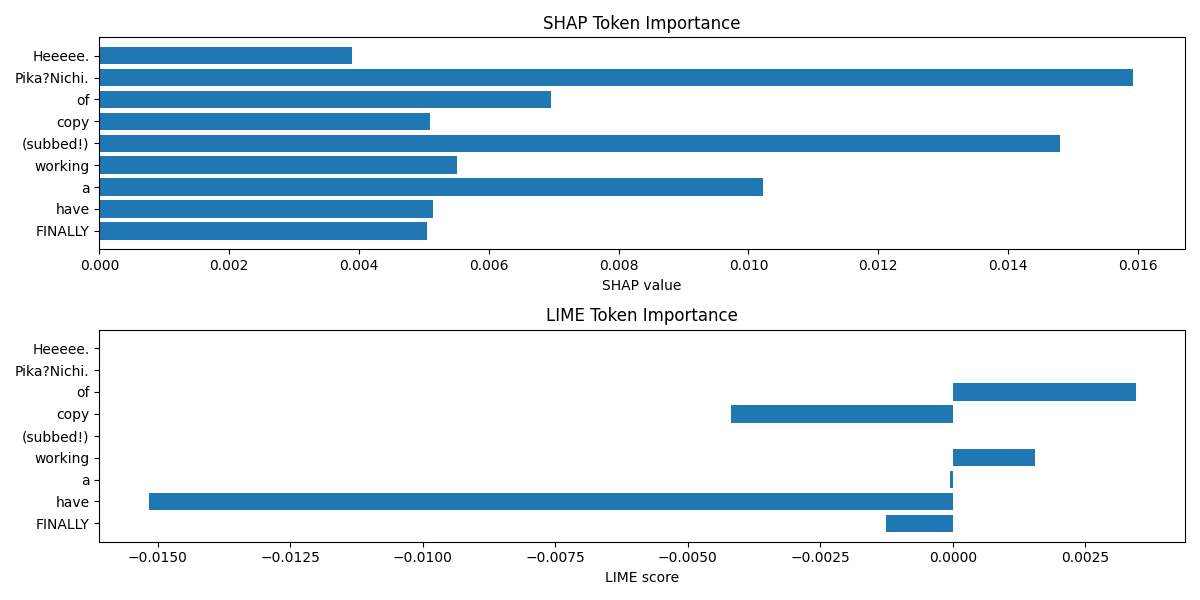 SHAP Token Importance
Heeeee.
Pika?Nichi.
of
copy
(subbed!)
working
a
have
FINALLY
0.000 0.002 0.004 0.006 0.008 0.010 0.012 0.014 0.016
SHAP value
LIME Token Importance
Heeeee.
Pika?Nichi.
of
copy
(subbed!)
working
a
have
FINALLY
−0.0150 −0.0125 −0.0100 −0.0075 −0.0050 −0.0025 0.0000 0.0025
LIME score